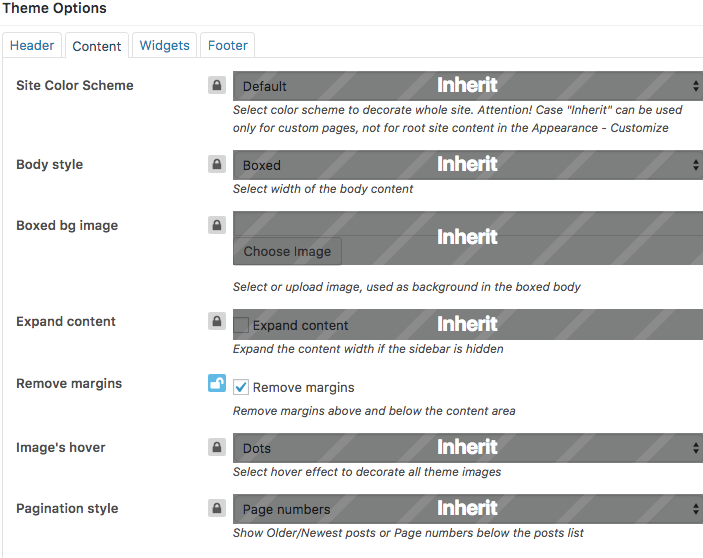 Theme Options
Header Content Widgets Footer
Site Color Scheme Default Inherit
Select color scheme to decorate whole site. Attention! Case "Inherit" can be used
only for custom pages, not for root site content in the Appearance - Customize
Body style Boxed Inherit
Select width of the body content
Boxed bg image Inherit
Choose Image
Select or upload image, used as background in the boxed body
Expand content Expand content Inherit
Expand the content width if the sidebar is hidden
Remove margins Remove margins
Remove margins above and below the content area
Image's hover Dots Inherit
Select hover effect to decorate all theme images
Pagination style Page numbers Inherit
Show Older/Newest posts or Page numbers below the posts list